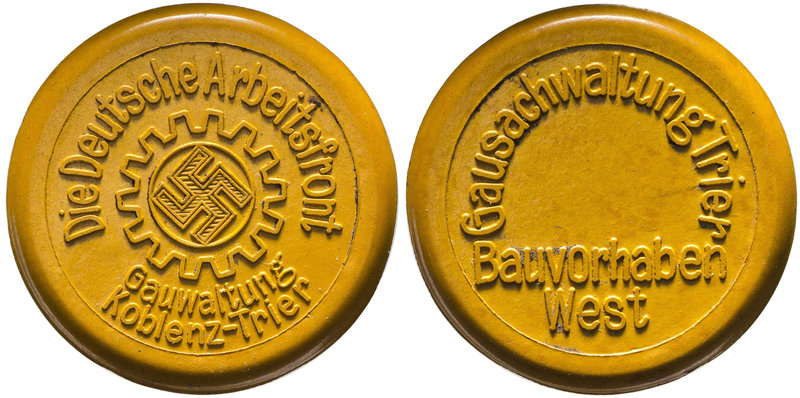 Die Deutsche Arbeitsfront
Gauwaltung
Koblenz-Trier
Gausachwaltung Trier
Bauvorhaben
West